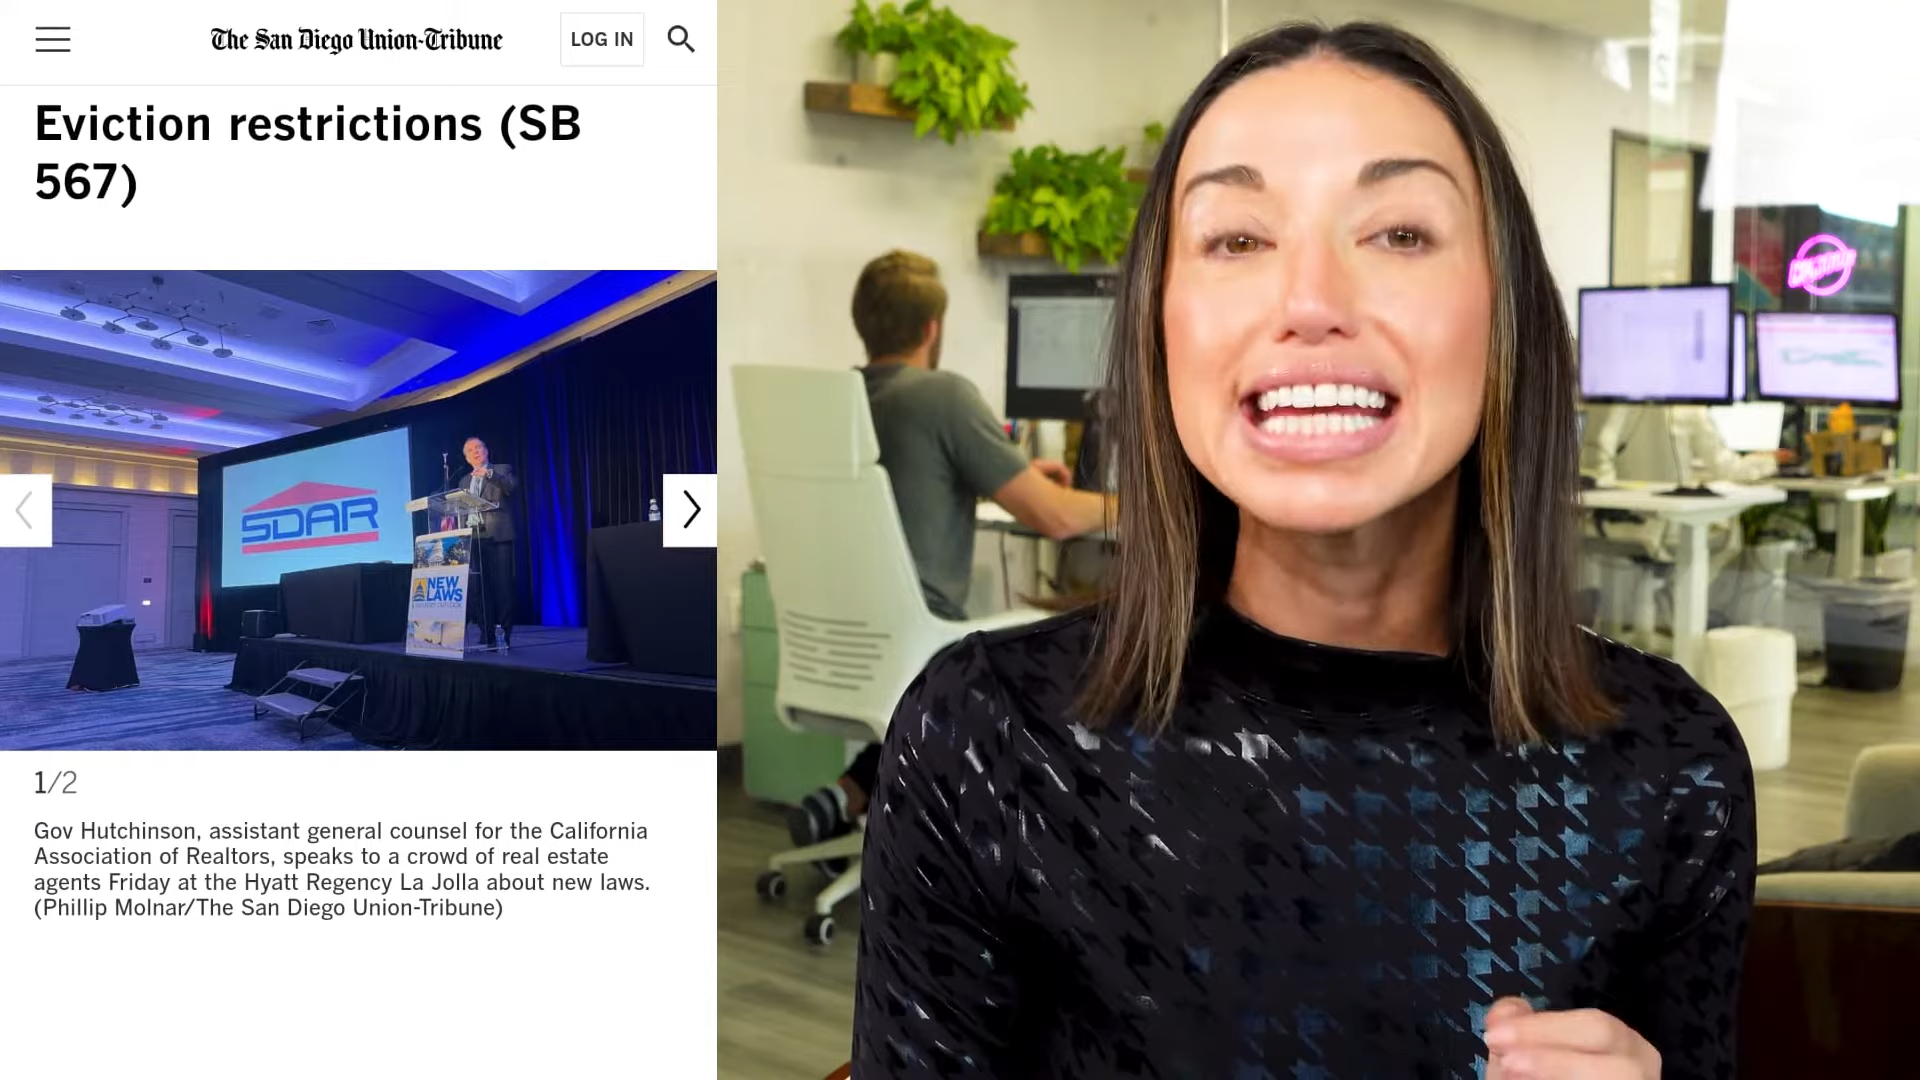 The San Diego Union-Tribune
LOG IN
Eviction restrictions (SB
567)
SDAR
NEW
LAWS
1/2
Gov Hutchinson, assistant general counsel for the California
Association of Realtors, speaks to a crowd of real estate
agents Friday at the Hyatt Regency La Jolla about new laws.
(Phillip Molnar/The San Diego Union-Tribune)